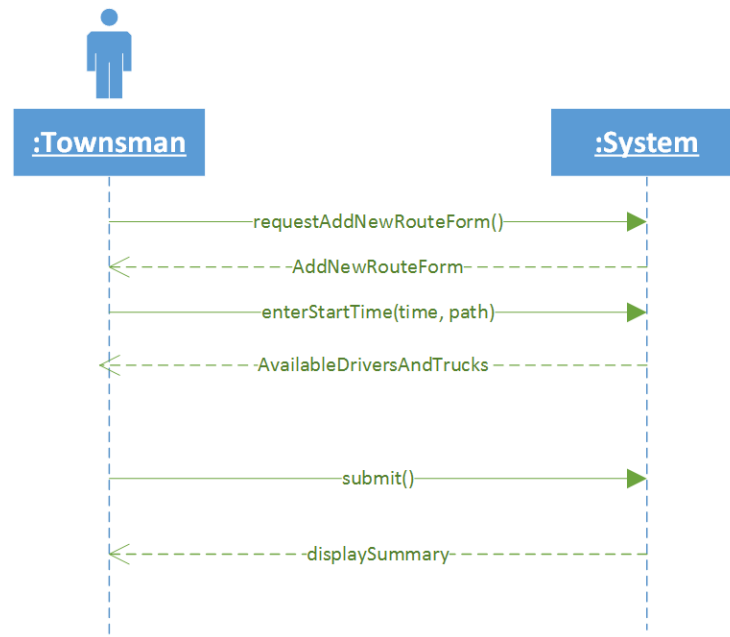 :Townsman
:System
requestAddNewRouteForm()
AddNewRouteForm
enterStartTime(time, path)
AvailableDriversAndTrucks
submit()
displaySummary